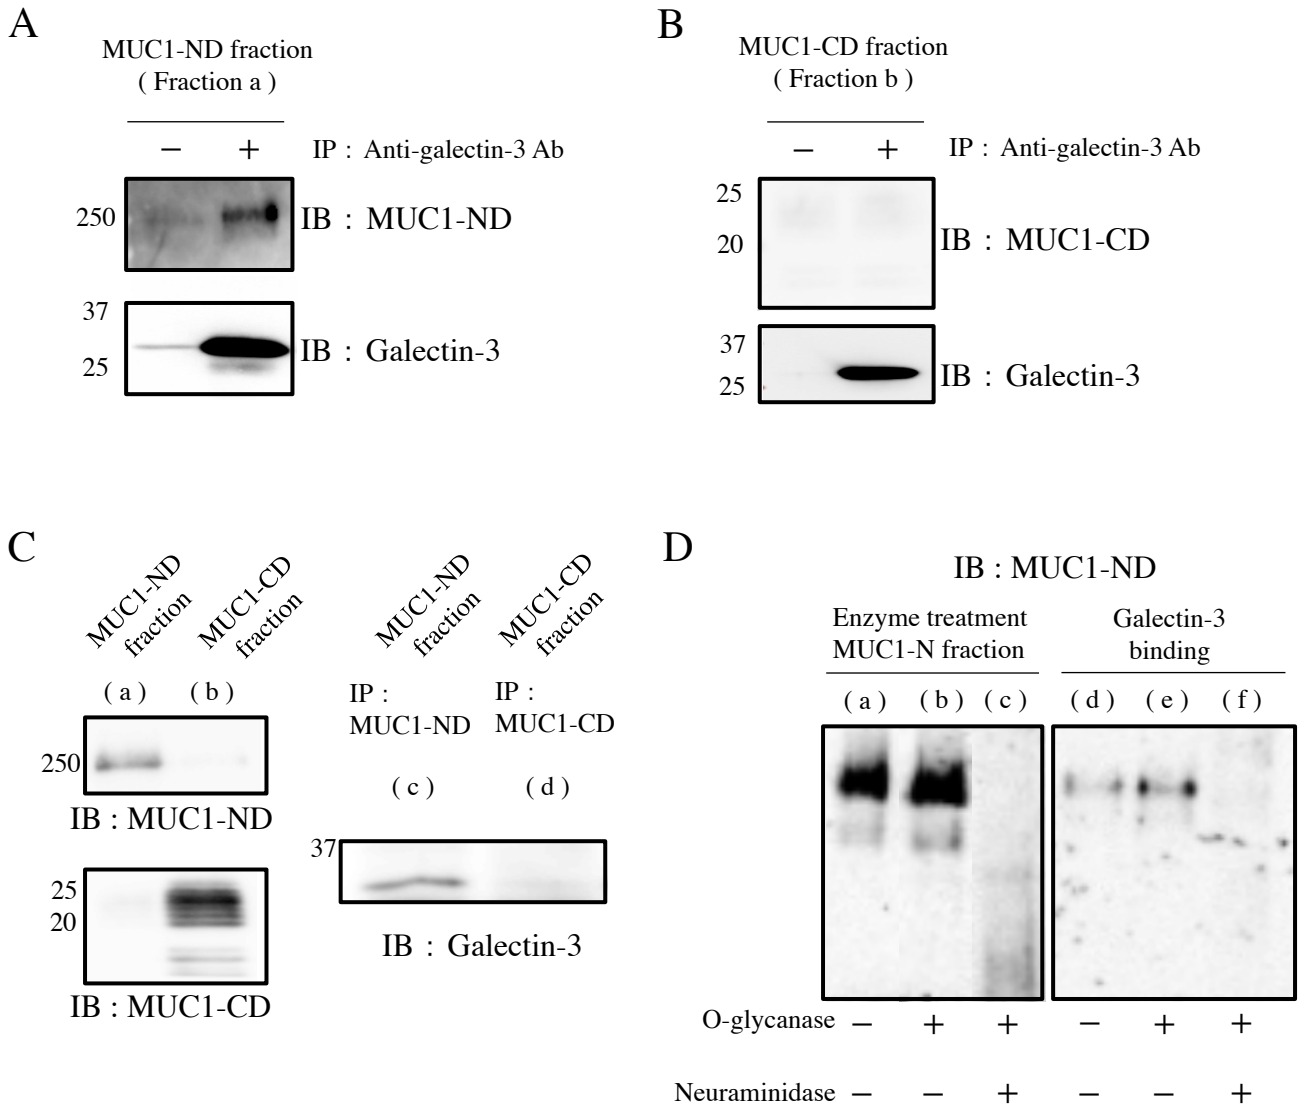 A
MUC1-ND fraction
( Fraction a )
− + IP : Anti-galectin-3 Ab
250
IB : MUC1-ND
37
25
IB : Galectin-3
B
MUC1-CD fraction
( Fraction b )
− + IP : Anti-galectin-3 Ab
25
20
IB : MUC1-CD
37
25
IB : Galectin-3
C
MUC1-ND
fraction
MUC1-CD
fraction
( a ) ( b )
250
IB : MUC1-ND
25
20
IB : MUC1-CD
MUC1-ND
fraction
MUC1-CD
fraction
IP :
MUC1-ND
IP :
MUC1-CD
( c ) ( d )
37
IB : Galectin-3
D
IB : MUC1-ND
Enzyme treatment
MUC1-N fraction
Galectin-3
binding
( a ) ( b ) ( c ) ( d ) ( e ) ( f )
O-glycanase − + + − + +
Neuraminidase − − + − − +